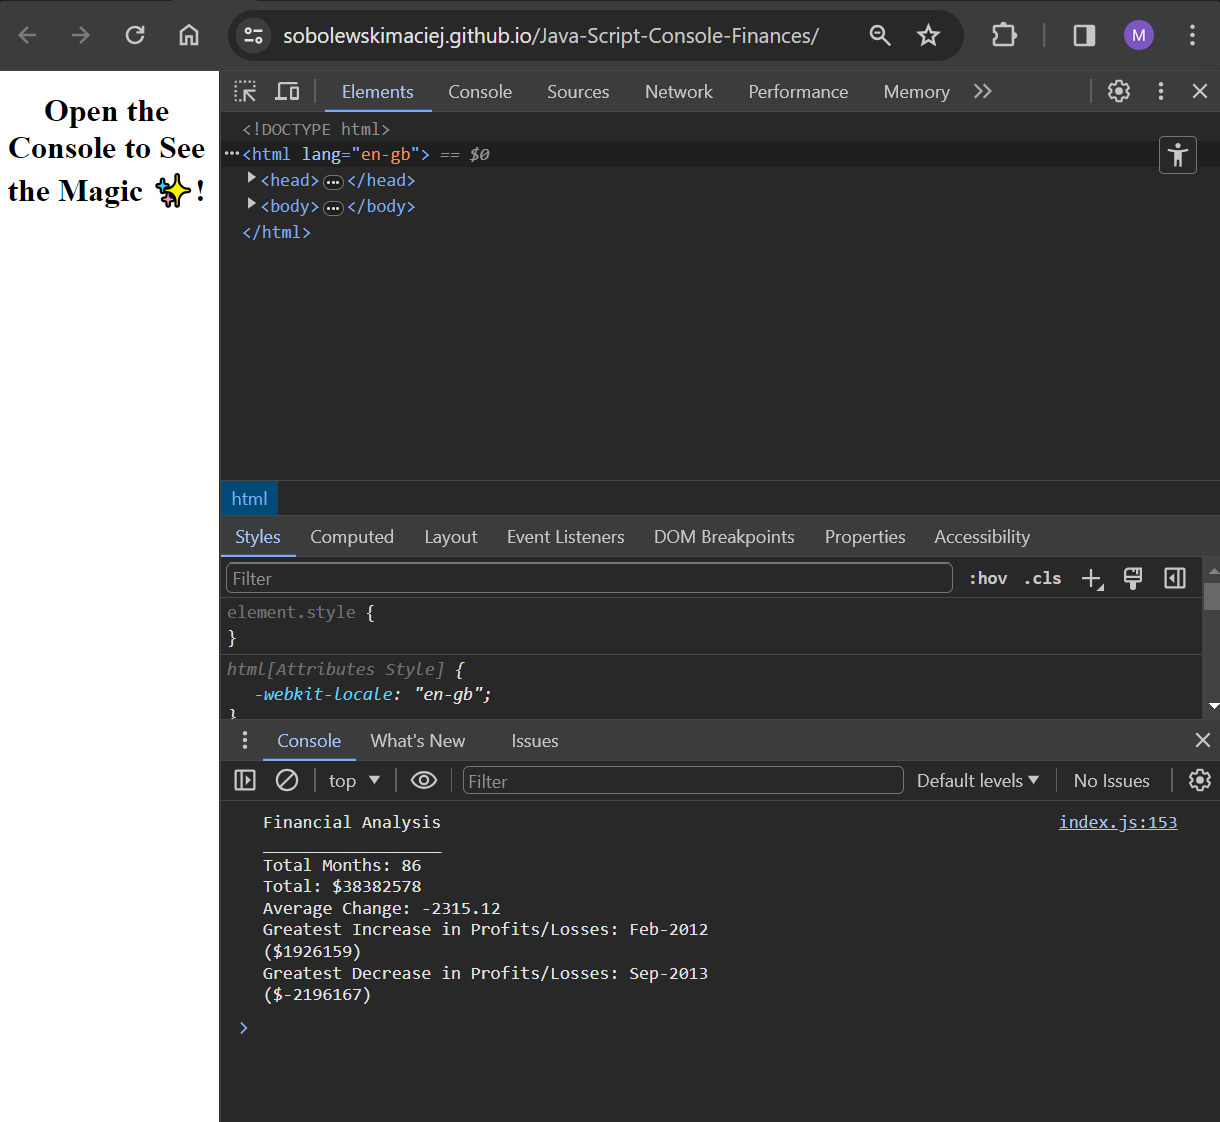 sobolewskimaciej.github.io/Java-Script-Console-Finances/
M
Open the
Console to See
the Magic ✨!
Elements Console Sources Network Performance Memory
<!DOCTYPE html>
<html lang="en-gb"> == $0
<head> </head>
<body> </body>
</html>
html
Styles Computed Layout Event Listeners DOM Breakpoints Properties Accessibility
Filter :hov .cls
element.style {
}
html[Attributes Style] {
-webkit-locale: "en-gb";
}
Console What's New Issues
top Filter Default levels No Issues
Financial Analysis index.js:153
__________________
Total Months: 86
Total: $38382578
Average Change: -2315.12
Greatest Increase in Profits/Losses: Feb-2012
($1926159)
Greatest Decrease in Profits/Losses: Sep-2013
($-2196167)